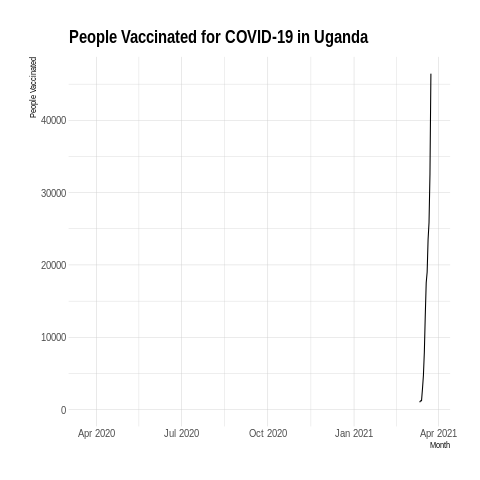 People Vaccinated for COVID-19 in Uganda
People Vaccinated
40000
30000
20000
10000
0
Apr 2020 Jul 2020 Oct 2020 Jan 2021 Apr 2021
Month